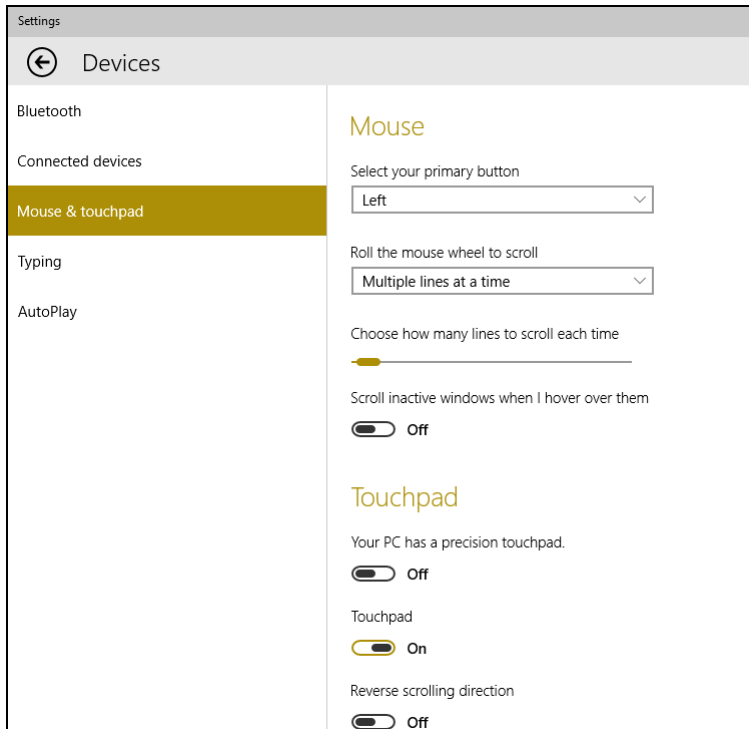 Settings
Devices
Bluetooth
Connected devices
Mouse & touchpad
Typing
AutoPlay
Mouse
Select your primary button
Left
Roll the mouse wheel to scroll
Multiple lines at a time
Choose how many lines to scroll each time
Scroll inactive windows when I hover over them
Off
Touchpad
Your PC has a precision touchpad.
Off
Touchpad
On
Reverse scrolling direction
Off